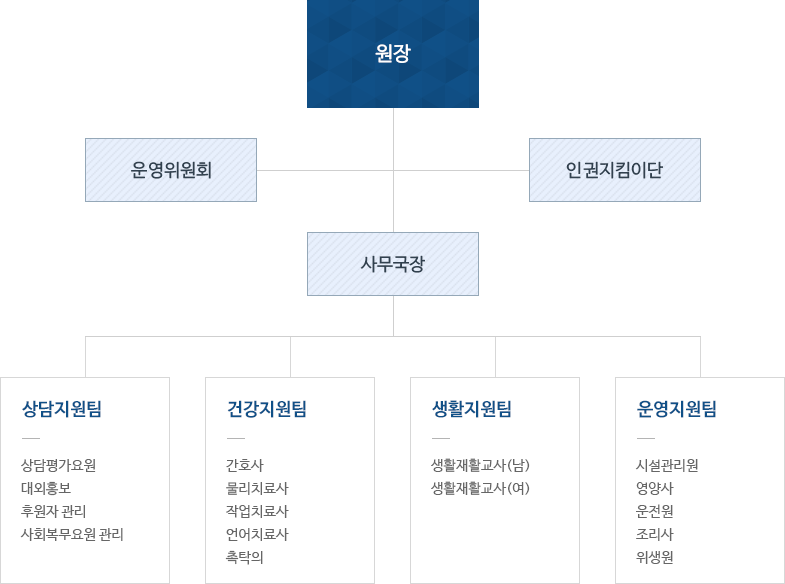 원장
운영위원회
인권지킴이단
사무국장
상담지원팀
상담평가요원
대외홍보
후원자 관리
사회복무요원 관리
건강지원팀
간호사
물리치료사
작업치료사
언어치료사
촉탁의
생활지원팀
생활재활교사(남)
생활재활교사(여)
운영지원팀
시설관리원
영양사
운전원
조리사
위생원